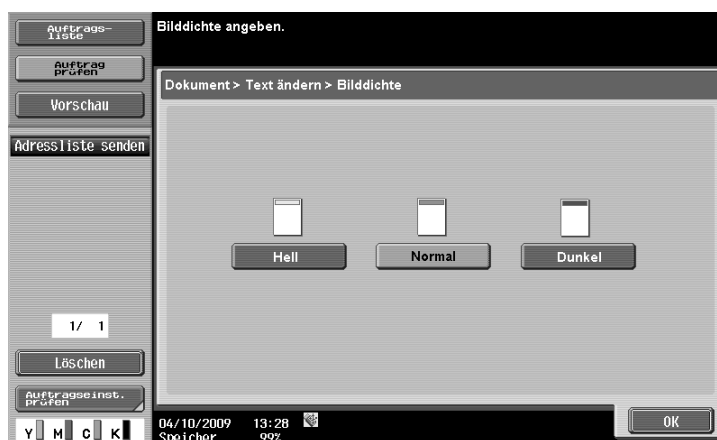 Auftrags-
liste
Auftrag
prüfen
Vorschau
Adressliste senden
1/ 1
Löschen
Auftragseinst.
prüfen
Y M C K
Bilddichte angeben.
Dokument > Text ändern > Bilddichte
Hell Normal Dunkel
04/10/2009 13:28
Speicher 99%
OK